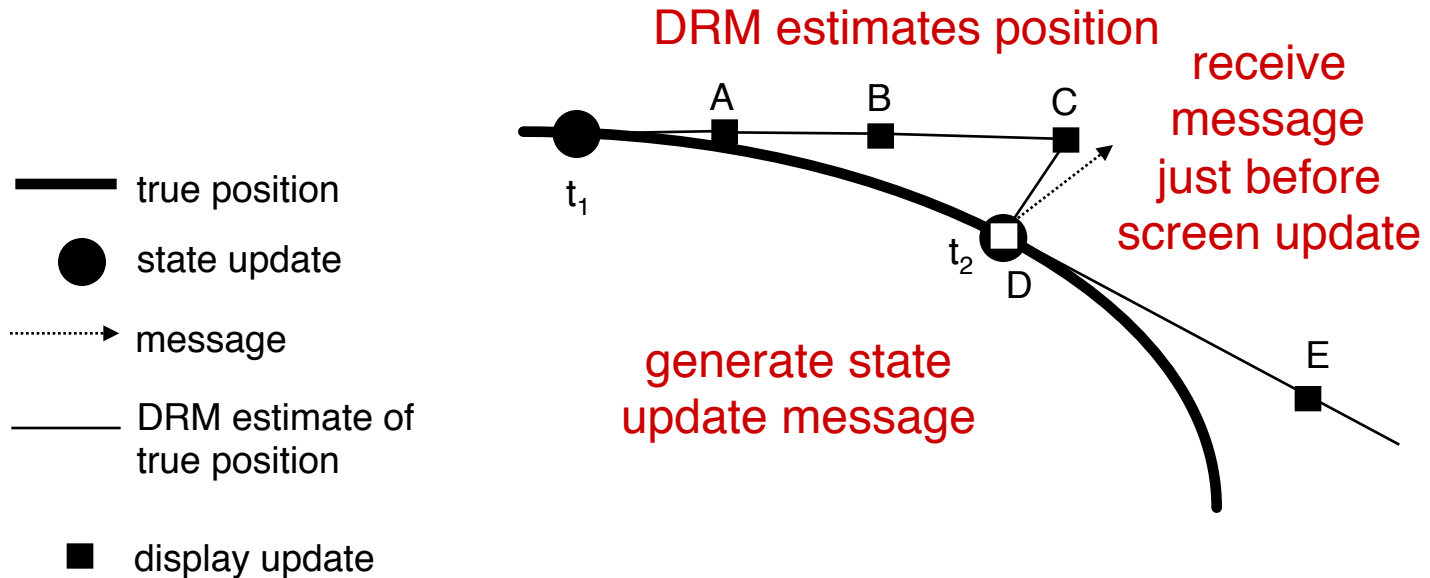 DRM estimates position
receive
message
just before
screen update
A
B
C
true position
t₁
state update
t₂
D
message
generate state
update message
E
DRM estimate of
true position
display update